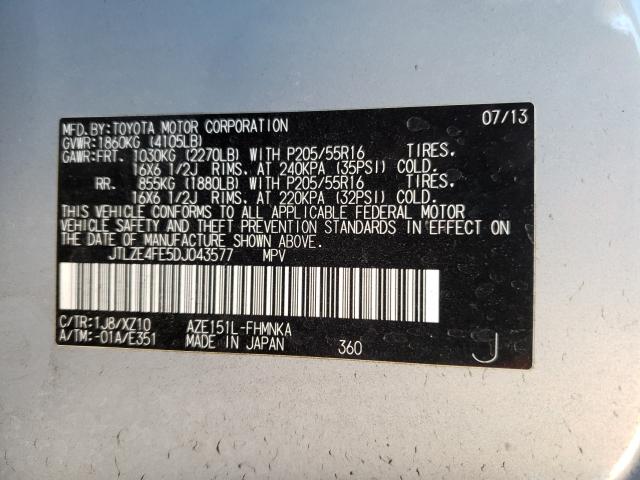 MFD.BY:TOYOTA MOTOR CORPORATION 07/13
GVWR:1860KG (4105LB)
GAWR:FRT. 1030KG (2270LB) WITH P205/55R16 TIRES.
16X6 1/2J RIMS. AT 240KPA (35PSI) COLD.
RR. 855KG (1880LB) WITH P205/55R16 TIRES.
16X6 1/2J RIMS. AT 220KPA (32PSI) COLD.
THIS VEHICLE CONFORMS TO ALL APPLICABLE FEDERAL MOTOR
VEHICLE SAFETY AND THEFT PREVENTION STANDARDS IN EFFECT ON
THE DATE OF MANUFACTURE SHOWN ABOVE.
JTLZE4FE5DJ043577 MPV
C/TR:1J8/XZ10 AZE151L-FHMNKA
A/TM:-01A/E351 MADE IN JAPAN 360 J